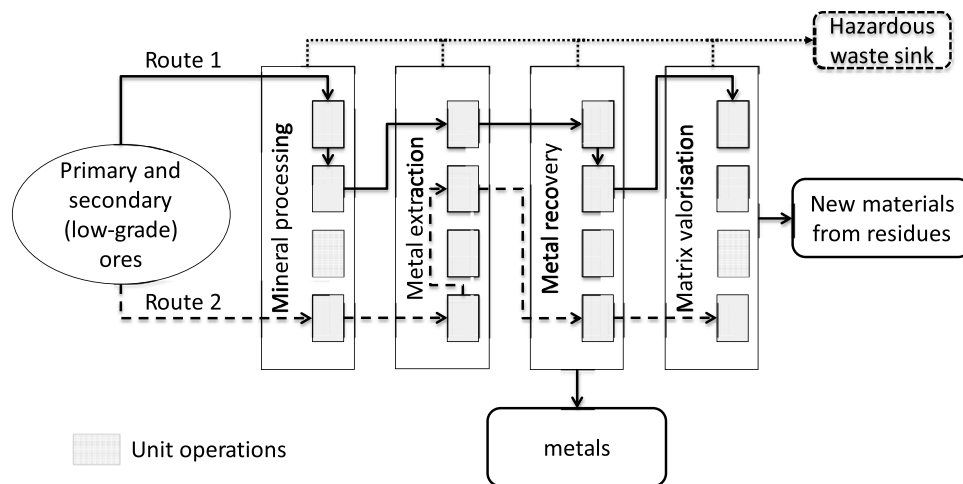 Route 1
Hazardous
waste sink
Primary and
secondary
(low-grade)
ores
Mineral processing
Metal extraction
Metal recovery
Matrix valorisation
New materials
from residues
Route 2
metals
Unit operations